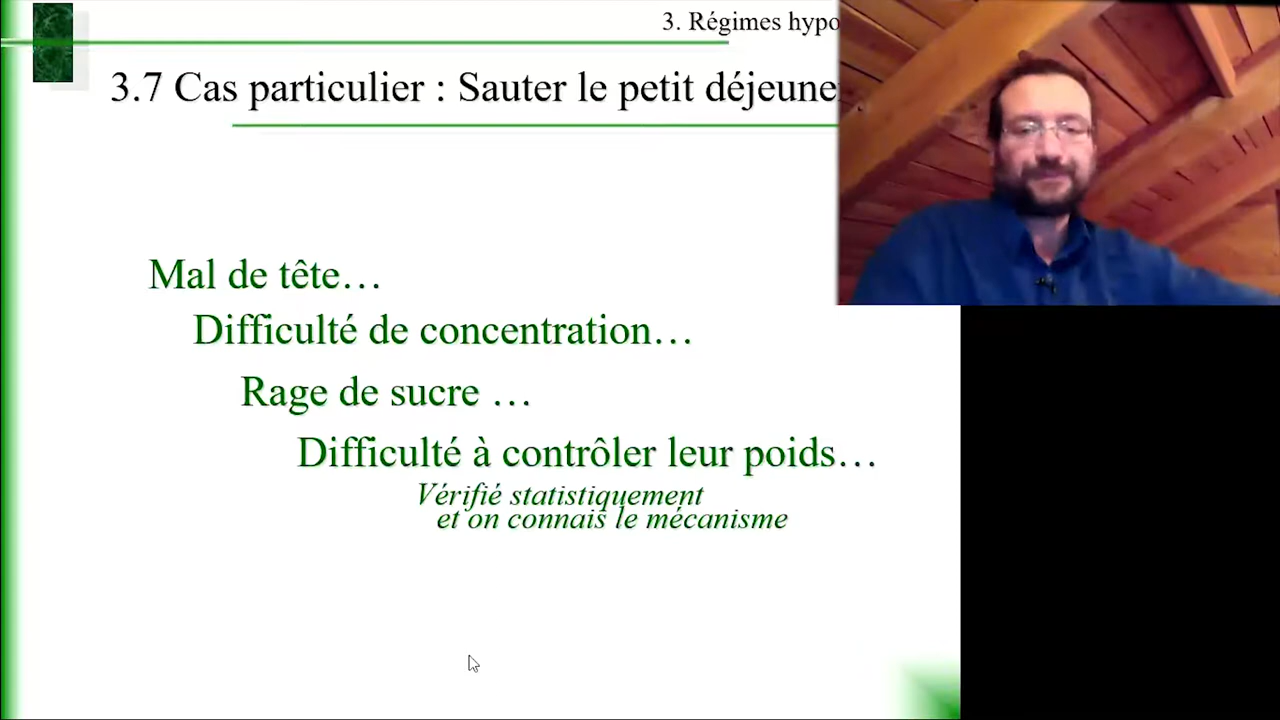 3. Régimes hypo
3.7 Cas particulier : Sauter le petit déjeune
Mal de tête…
Difficulté de concentration…
Rage de sucre …
Difficulté à contrôler leur poids…
Vérifié statistiquement
et on connais le mécanisme